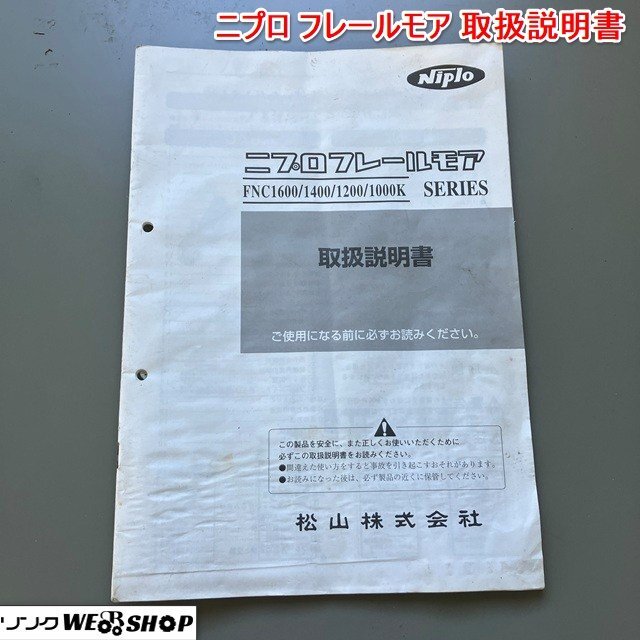 ニプロ フレールモア 取扱説明書
Niplo
ニプロフレールモア
FNC1600/1400/1200/1000K SERIES
取扱説明書
ご使用になる前に必ずお読みください。
この製品を安全に、また正しくお使いいただくために
必ずこの取扱説明書をお読みください。
●間違えた使い方をすると事故を引き起こすおそれがあります。
●お読みになった後は、必ず製品の近くに保管してください。
松山株式会社
リンク WEB SHOP